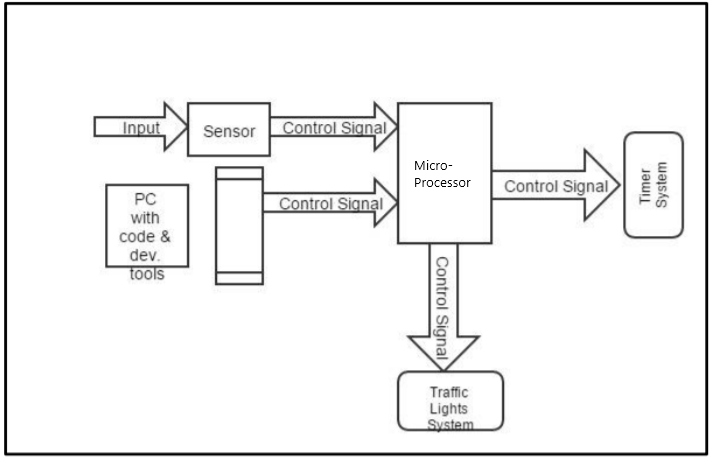 Input
Sensor
Control Signal
Micro-
Processor
Control Signal
Timer
System
PC
with
code &
dev.
tools
Control Signal
Control Signal
Traffic
Lights
System